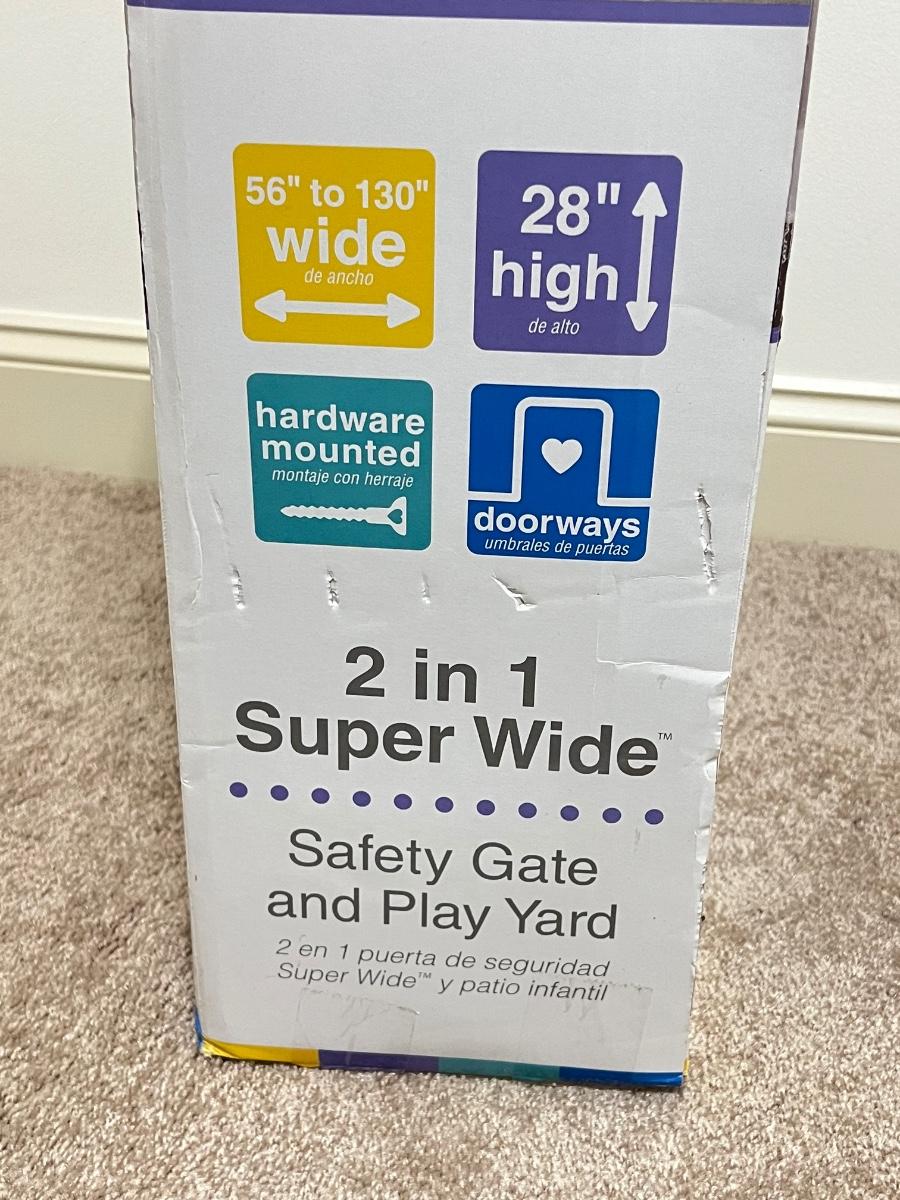 56" to 130"
wide
de ancho
28"
high
de alto
hardware
mounted
montaje con herraje
doorways
umbrales de puertas
2 in 1
Super Wide™
Safety Gate
and Play Yard
2 en 1 puerta de seguridad
Super Wide™ y patio infantil